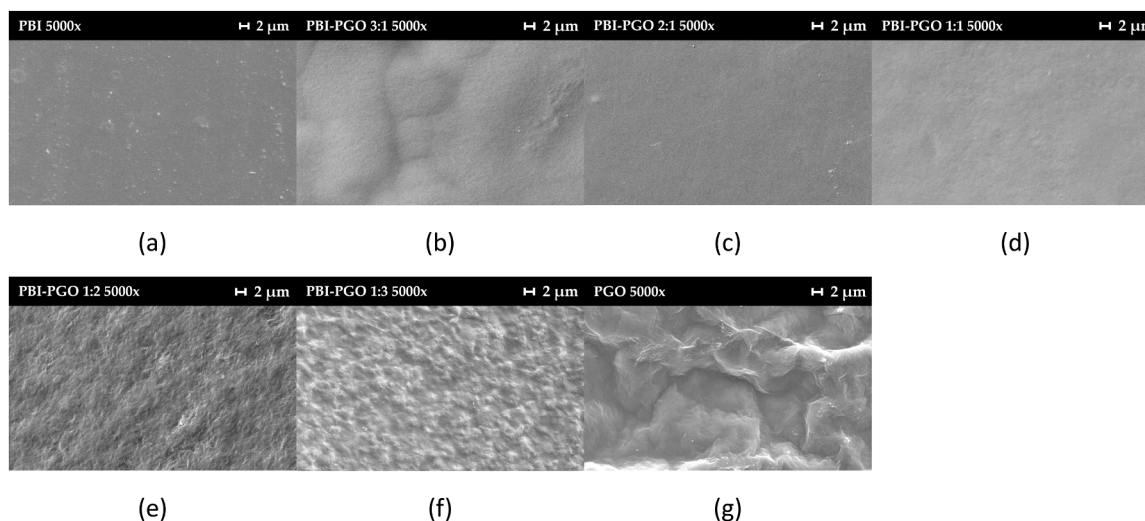 PBI 5000x 2 µm
PBI-PGO 3:1 5000x 2 µm
PBI-PGO 2:1 5000x 2 µm
PBI-PGO 1:1 5000x 2 µm
(a)
(b)
(c)
(d)
PBI-PGO 1:2 5000x 2 µm
PBI-PGO 1:3 5000x 2 µm
PGO 5000x 2 µm
(e)
(f)
(g)